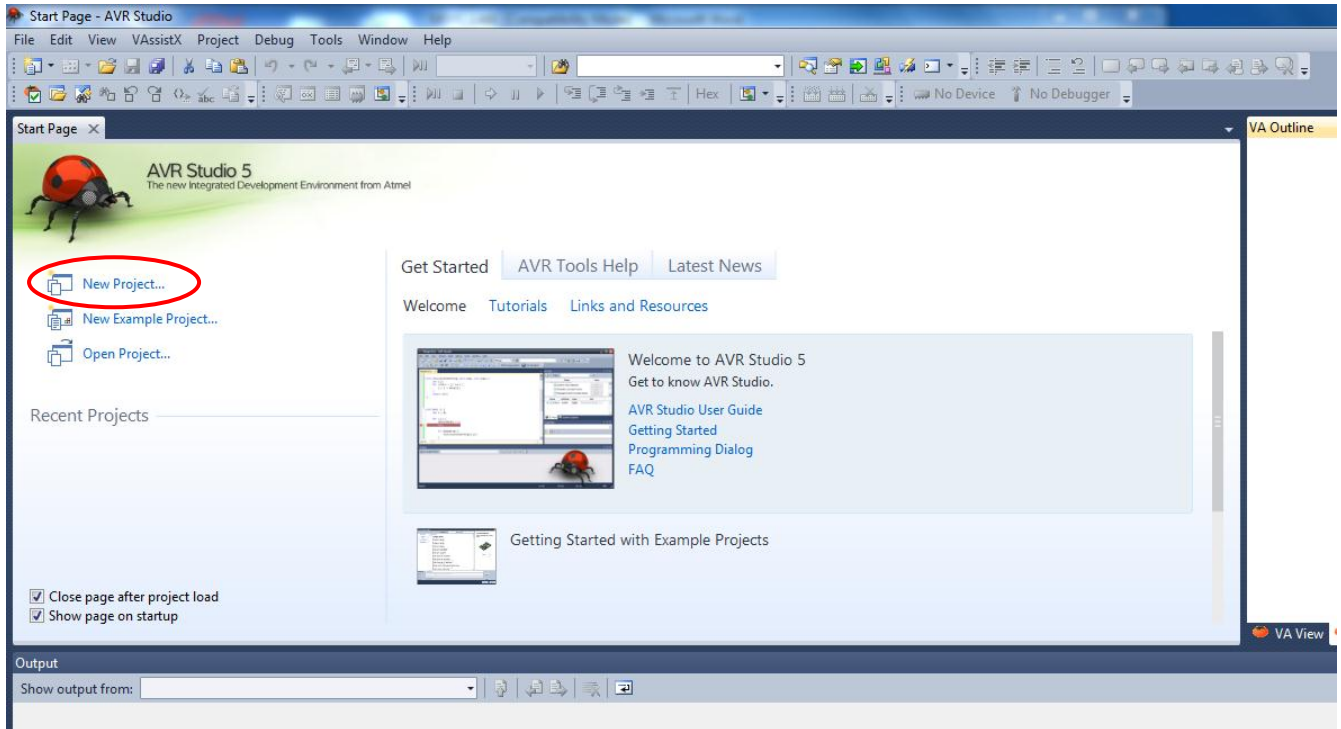 Start Page - AVR Studio
File Edit View VAssistX Project Debug Tools Window Help
Hex No Device No Debugger
Start Page
VA Outline
AVR Studio 5
The new Integrated Development Environment from Atmel
New Project...
New Example Project...
Open Project...
Recent Projects
Close page after project load
Show page on startup
Get Started AVR Tools Help Latest News
Welcome Tutorials Links and Resources
Welcome to AVR Studio 5
Get to know AVR Studio.
AVR Studio User Guide
Getting Started
Programming Dialog
FAQ
Getting Started with Example Projects
VA View
Output
Show output from: